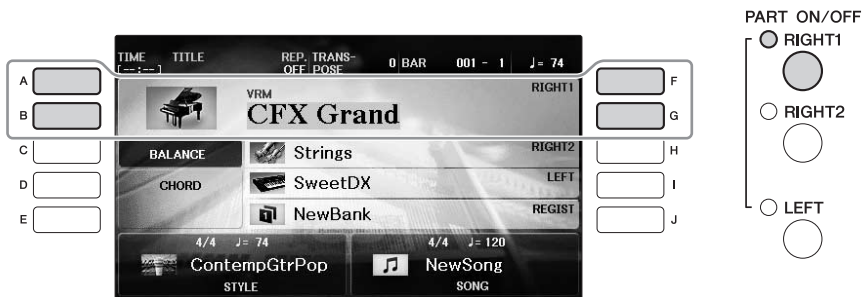 PART ON/OFF
TIME TITLE REP. TRANS- 0 BAR 001 - 1 ♩= 74
[--:--] OFF POSE
RIGHT1
A
F
VRM
RIGHT1
CFX Grand
B
G
RIGHT2
C
BALANCE
Strings
RIGHT2
H
D
CHORD
SweetDX
LEFT
I
E
NewBank
REGIST
J
LEFT
4/4 ♩= 74
4/4 ♩=120
ContempGtrPop
NewSong
STYLE
SONG